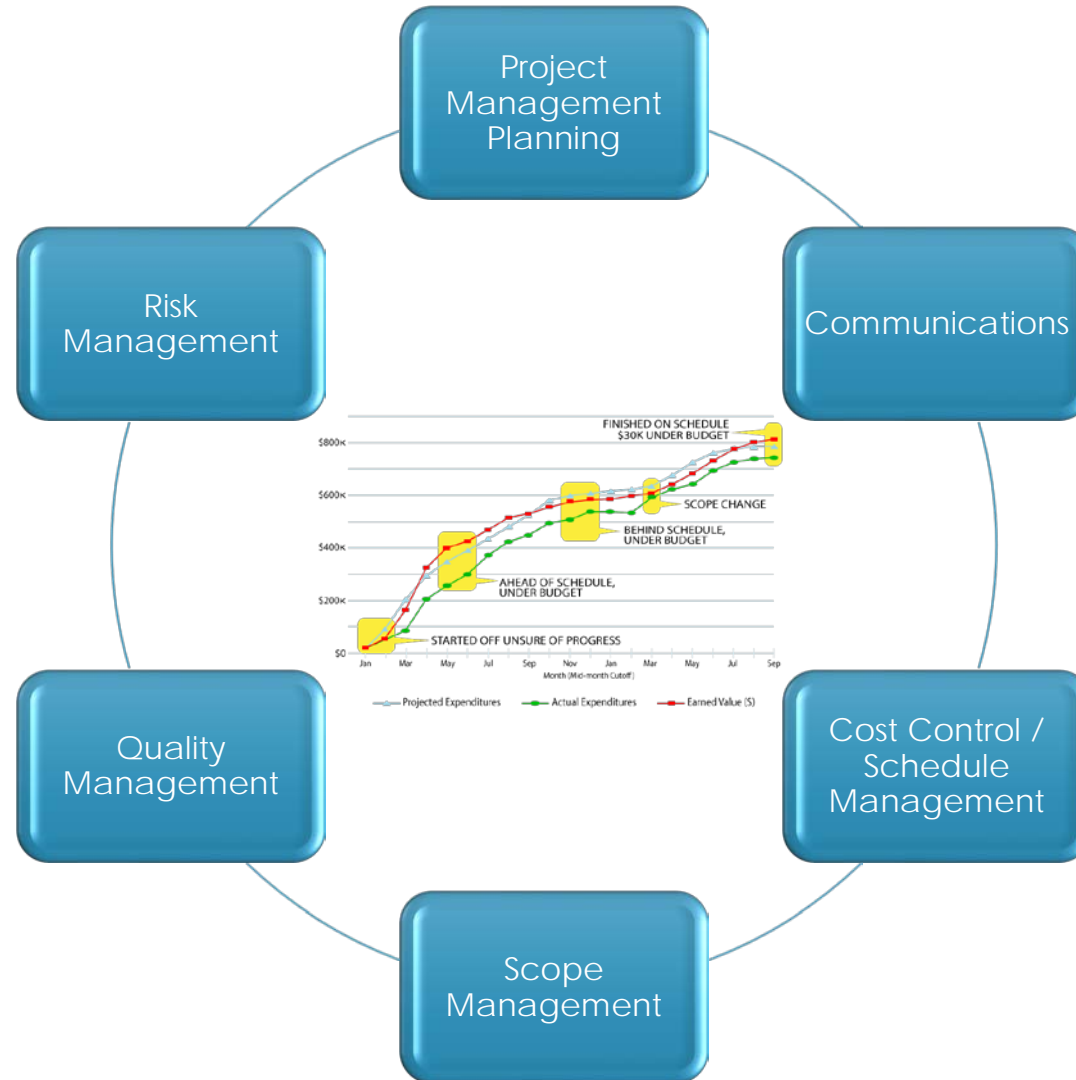 Project
Management
Planning
Risk
Management
Communications
FINISHED ON SCHEDULE
$30K UNDER BUDGET
$800K
$600K
SCOPE CHANGE
BEHIND SCHEDULE,
UNDER BUDGET
$400K
AHEAD OF SCHEDULE,
UNDER BUDGET
$200K
STARTED OFF UNSURE OF PROGRESS
$0
Jan Mar May Jul Sep Nov Jan Mar May Jul Sep
Month (Mid-month Cutoff)
Projected Expenditures Actual Expenditures Earned Value ($)
Quality
Management
Cost Control /
Schedule
Management
Scope
Management